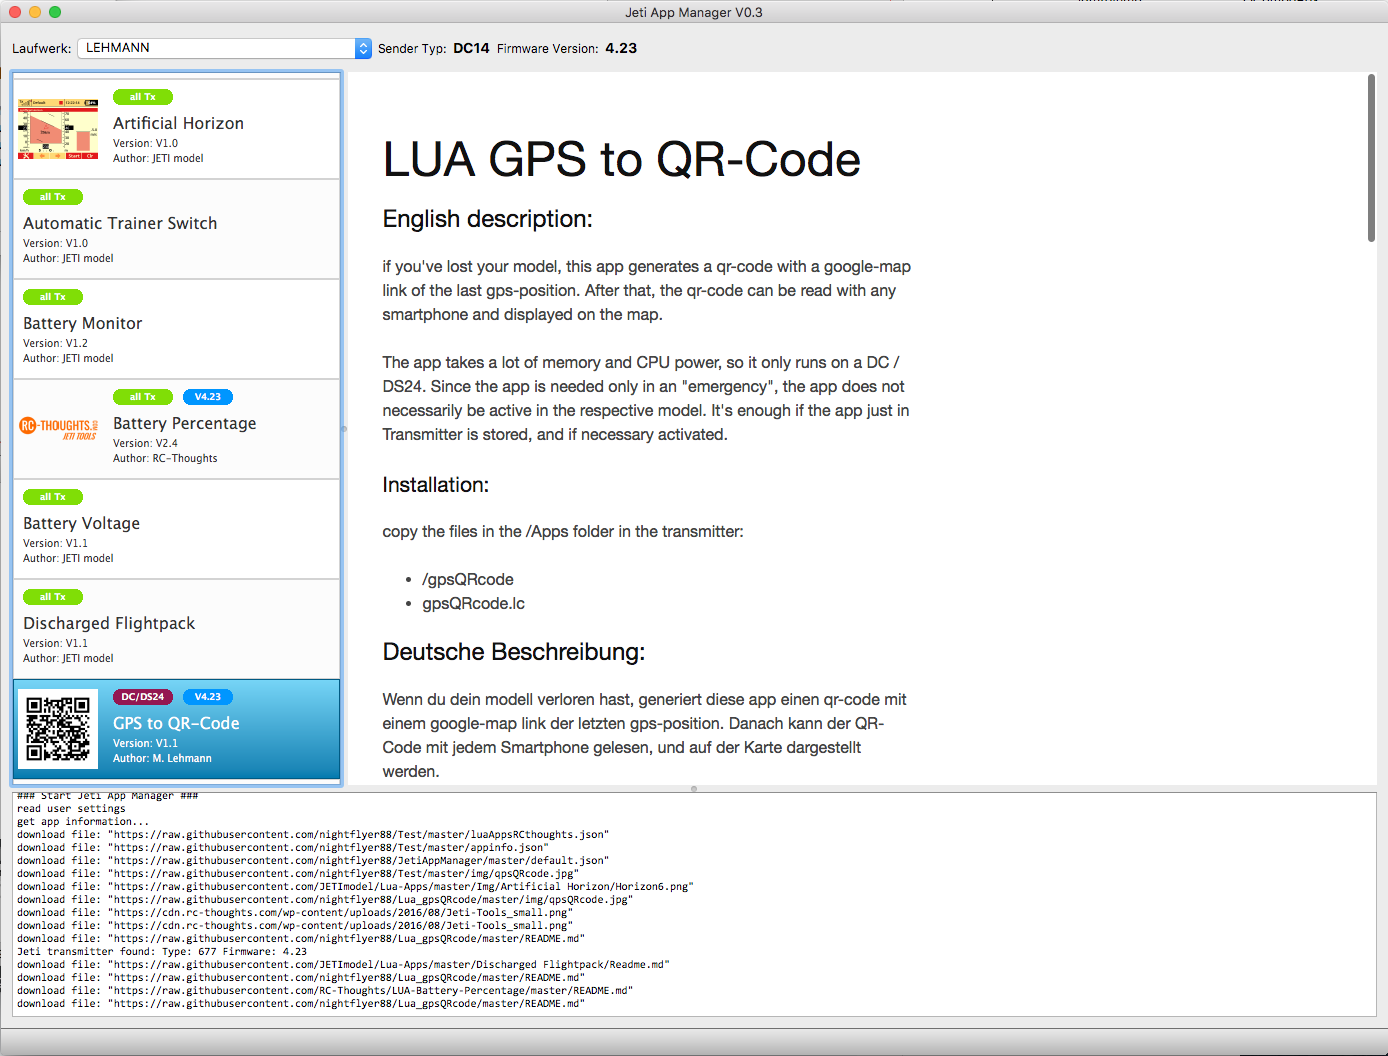 Jeti App Manager V0.3
Laufwerk: LEHMANN Sender Typ: DC14 Firmware Version: 4.23
all Tx
Artificial Horizon
Version: V1.0
Author: JETI model
all Tx
Automatic Trainer Switch
Version: V1.0
Author: JETI model
all Tx
Battery Monitor
Version: V1.2
Author: JETI model
RC-THOUGHTS
JETI TOOLS
all Tx V4.23
Battery Percentage
Version: V2.4
Author: RC-Thoughts
all Tx
Battery Voltage
Version: V1.1
Author: JETI model
all Tx
Discharged Flightpack
Version: V1.1
Author: JETI model
DC/DS24 V4.23
GPS to QR-Code
Version: V1.1
Author: M. Lehmann
LUA GPS to QR-Code
English description:
if you've lost your model, this app generates a qr-code with a google-map
link of the last gps-position. After that, the qr-code can be read with any
smartphone and displayed on the map.
The app takes a lot of memory and CPU power, so it only runs on a DC /
DS24. Since the app is needed only in an "emergency", the app does not
necessarily be active in the respective model. It's enough if the app just in
Transmitter is stored, and if necessary activated.
Installation:
copy the files in the /Apps folder in the transmitter:
• /gpsQRcode
• gpsQRcode.lc
Deutsche Beschreibung:
Wenn du dein modell verloren hast, generiert diese app einen qr-code mit
einem google-map link der letzten gps-position. Danach kann der QR-
Code mit jedem Smartphone gelesen, und auf der Karte dargestellt
werden.
### Start Jeti App Manager ###
read user settings
get app information...
download file: "https://raw.githubusercontent.com/nightflyer88/Test/master/luaAppsRCthoughts.json"
download file: "https://raw.githubusercontent.com/nightflyer88/Test/master/appinfo.json"
download file: "https://raw.githubusercontent.com/nightflyer88/JetiAppManager/master/default.json"
download file: "https://raw.githubusercontent.com/nightflyer88/Test/master/img/qpsQRcode.jpg"
download file: "https://raw.githubusercontent.com/JETImodel/Lua-Apps/master/Img/Artificial Horizon/Horizon6.png"
download file: "https://raw.githubusercontent.com/nightflyer88/Lua_gpsQRcode/master/img/qpsQRcode.jpg"
download file: "https://cdn.rc-thoughts.com/wp-content/uploads/2016/08/Jeti-Tools_small.png"
download file: "https://cdn.rc-thoughts.com/wp-content/uploads/2016/08/Jeti-Tools_small.png"
download file: "https://raw.githubusercontent.com/nightflyer88/Lua_gpsQRcode/master/README.md"
Jeti transmitter found: Type: 677 Firmware: 4.23
download file: "https://raw.githubusercontent.com/JETImodel/Lua-Apps/master/Discharged Flightpack/Readme.md"
download file: "https://raw.githubusercontent.com/nightflyer88/Lua_gpsQRcode/master/README.md"
download file: "https://raw.githubusercontent.com/RC-Thoughts/LUA-Battery-Percentage/master/README.md"
download file: "https://raw.githubusercontent.com/nightflyer88/Lua_gpsQRcode/master/README.md"